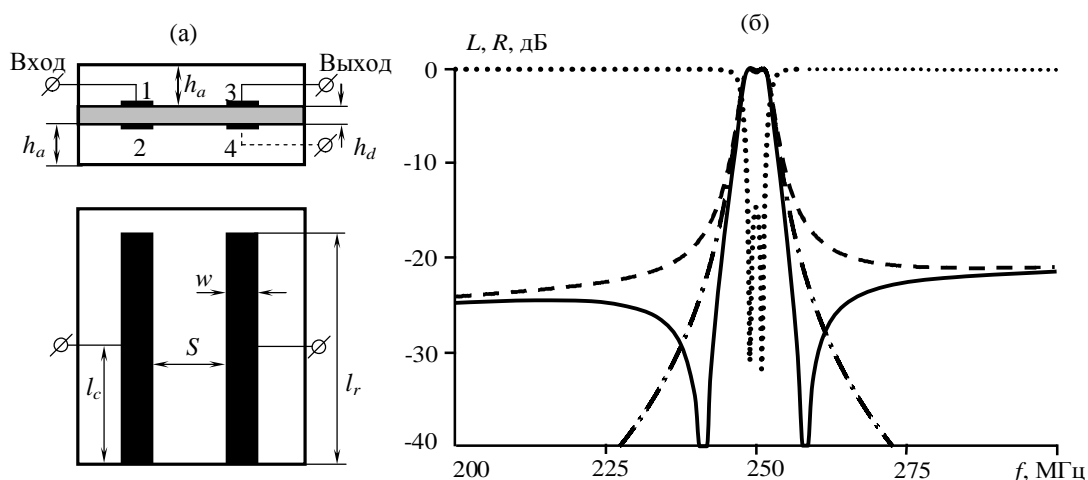 (а)
Вход
Выход
1
3
h_a
h_a
2
4
h_d
w
S
l_c
l_r
(б)
L, R, дБ
0
-10
-20
-30
-40
200
225
250
275
f, МГц